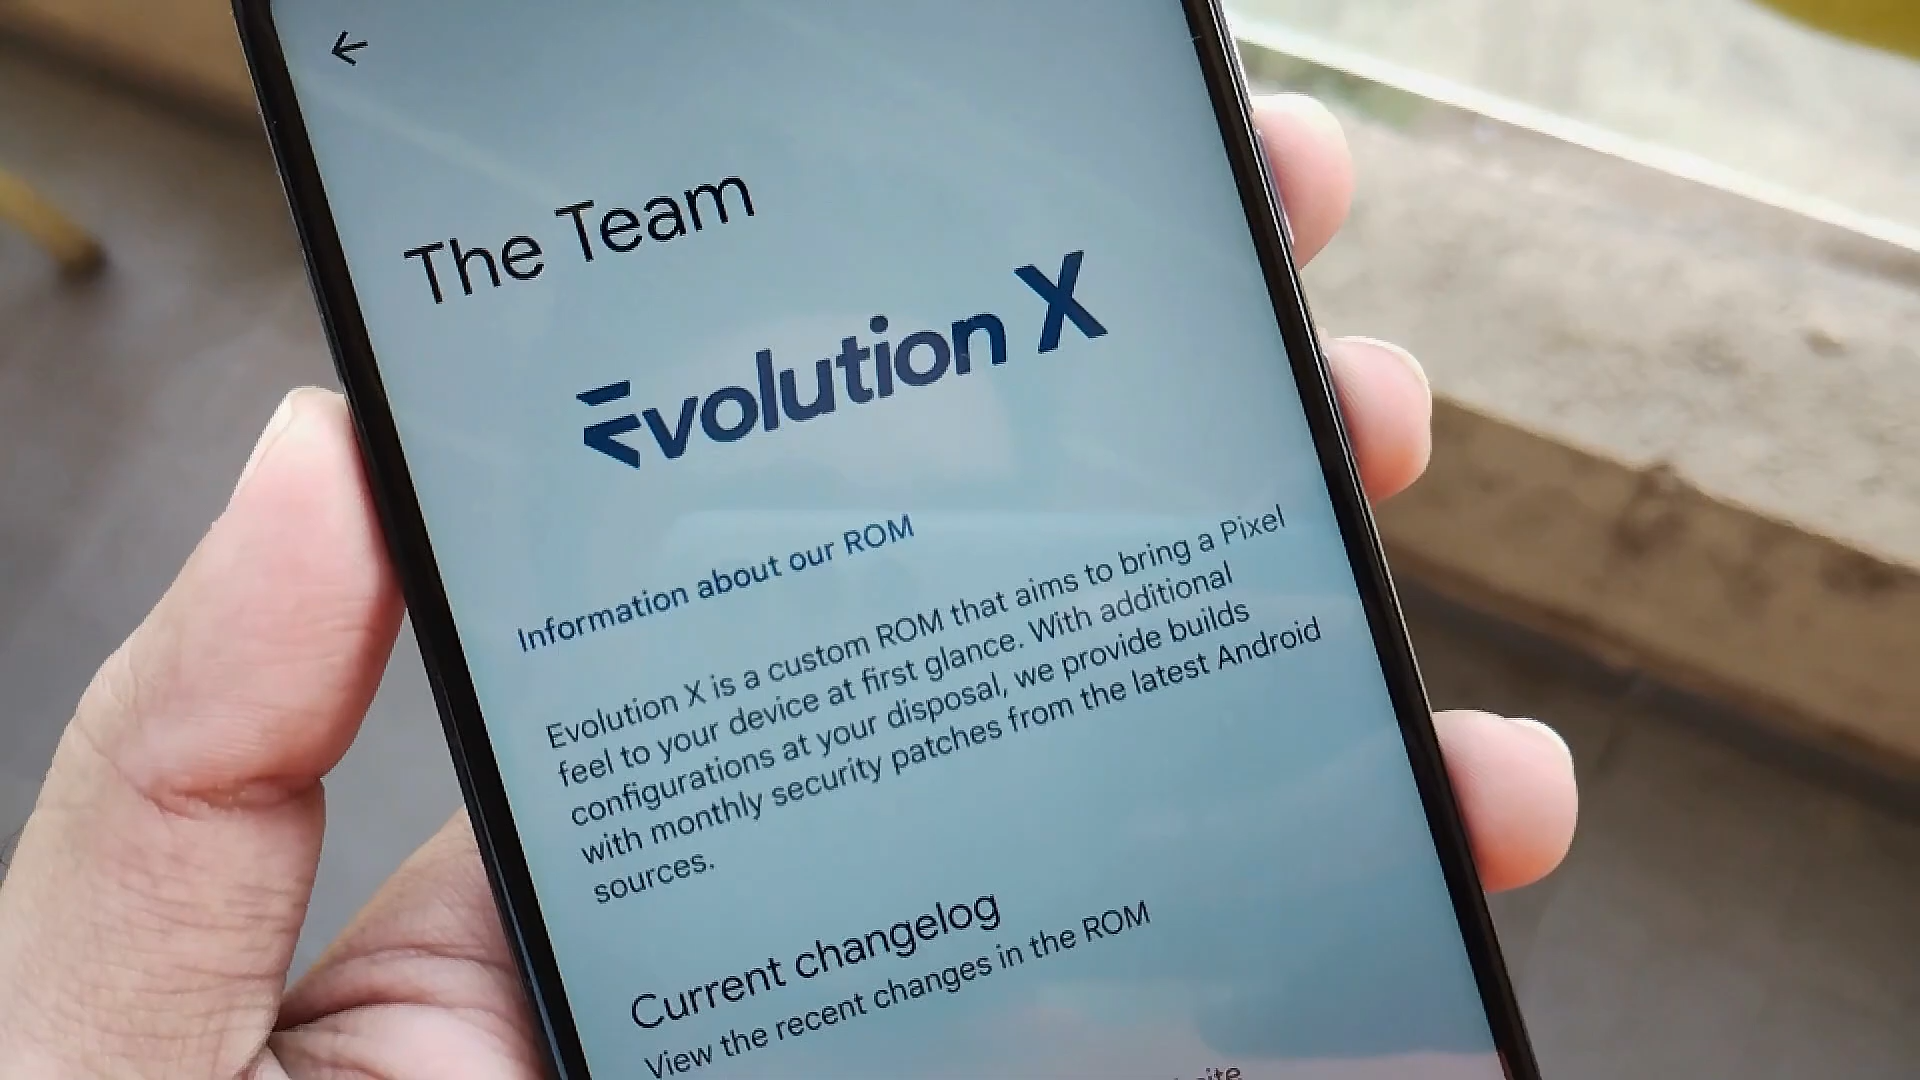 The Team
Evolution X
Information about our ROM
Evolution X is a custom ROM that aims to bring a Pixel
feel to your device at first glance. With additional
configurations at your disposal, we provide builds
with monthly security patches from the latest Android
sources.
Current changelog
View the recent changes in the ROM